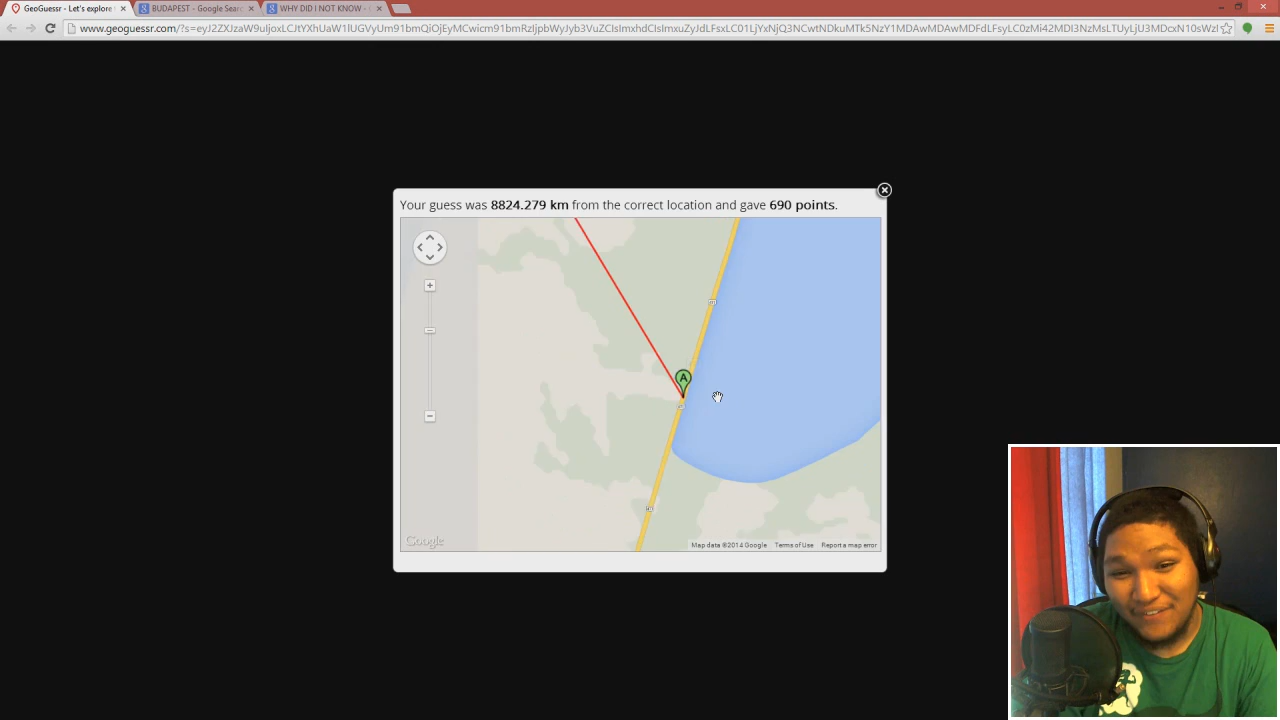 GeoGuessr - Let's explore
BUDAPEST - Google Sear
WHY DID I NOT KNOW -
Your guess was 8824.279 km from the correct location and gave 690 points.
A
Google
Map data ©2014 Google
Terms of Use
Report a map error